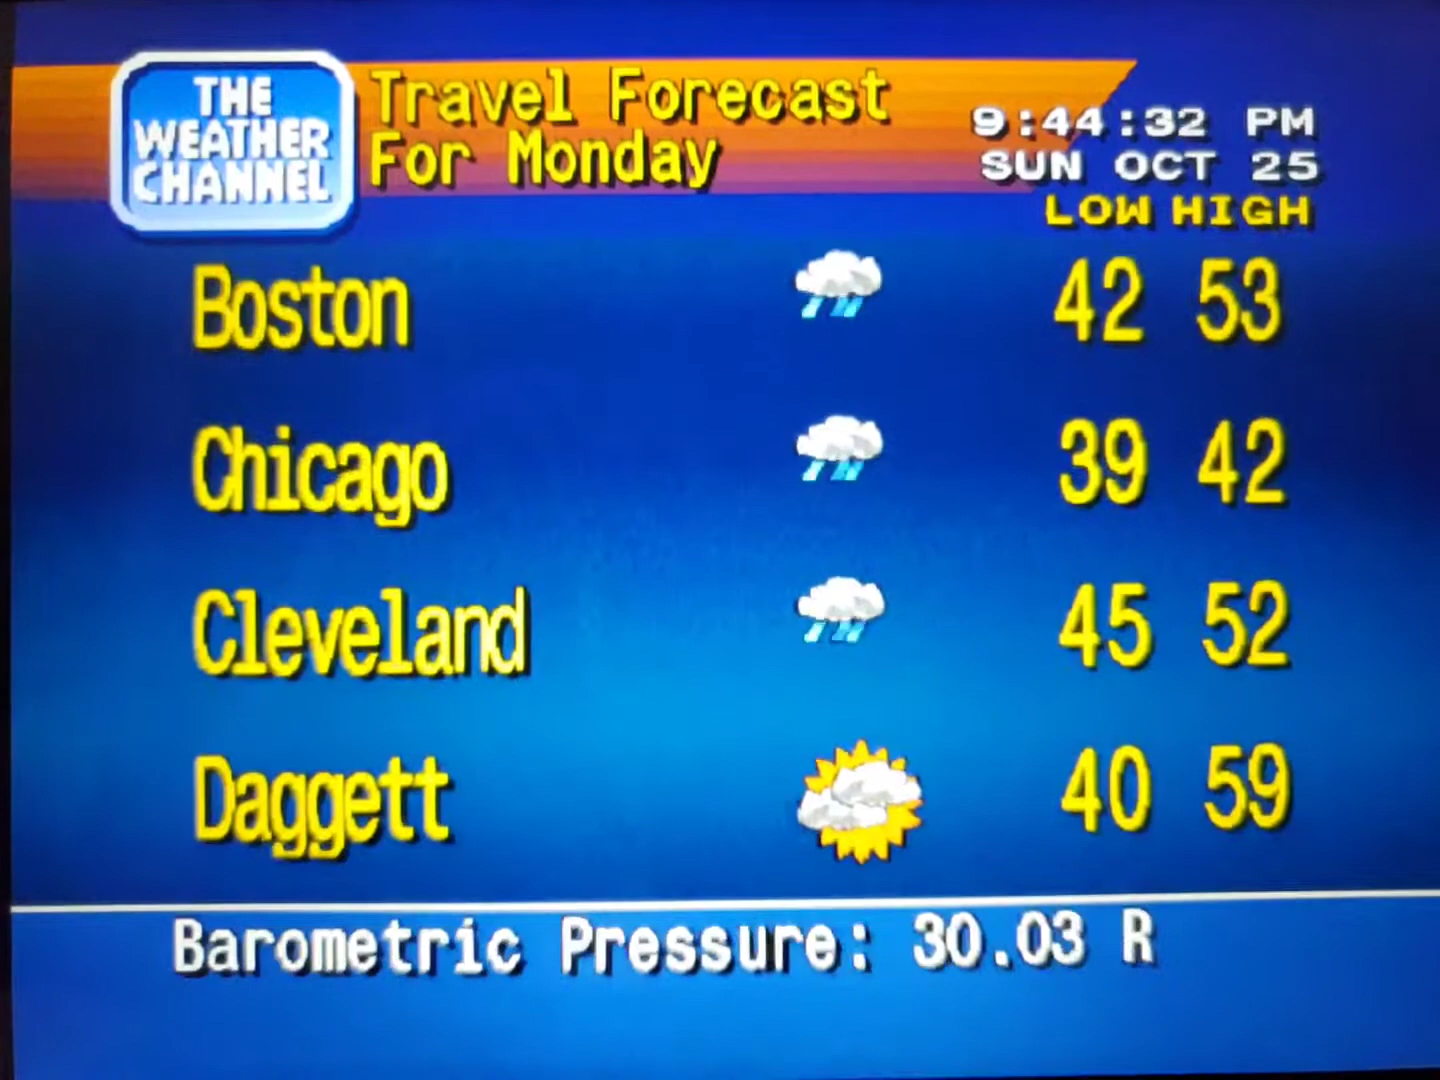 THE
WEATHER
CHANNEL
Travel Forecast
For Monday
9:44:32 PM
SUN OCT 25
LOW HIGH
Boston 42 53
Chicago 39 42
Cleveland 45 52
Daggett 40 59
Barometric Pressure: 30.03 R